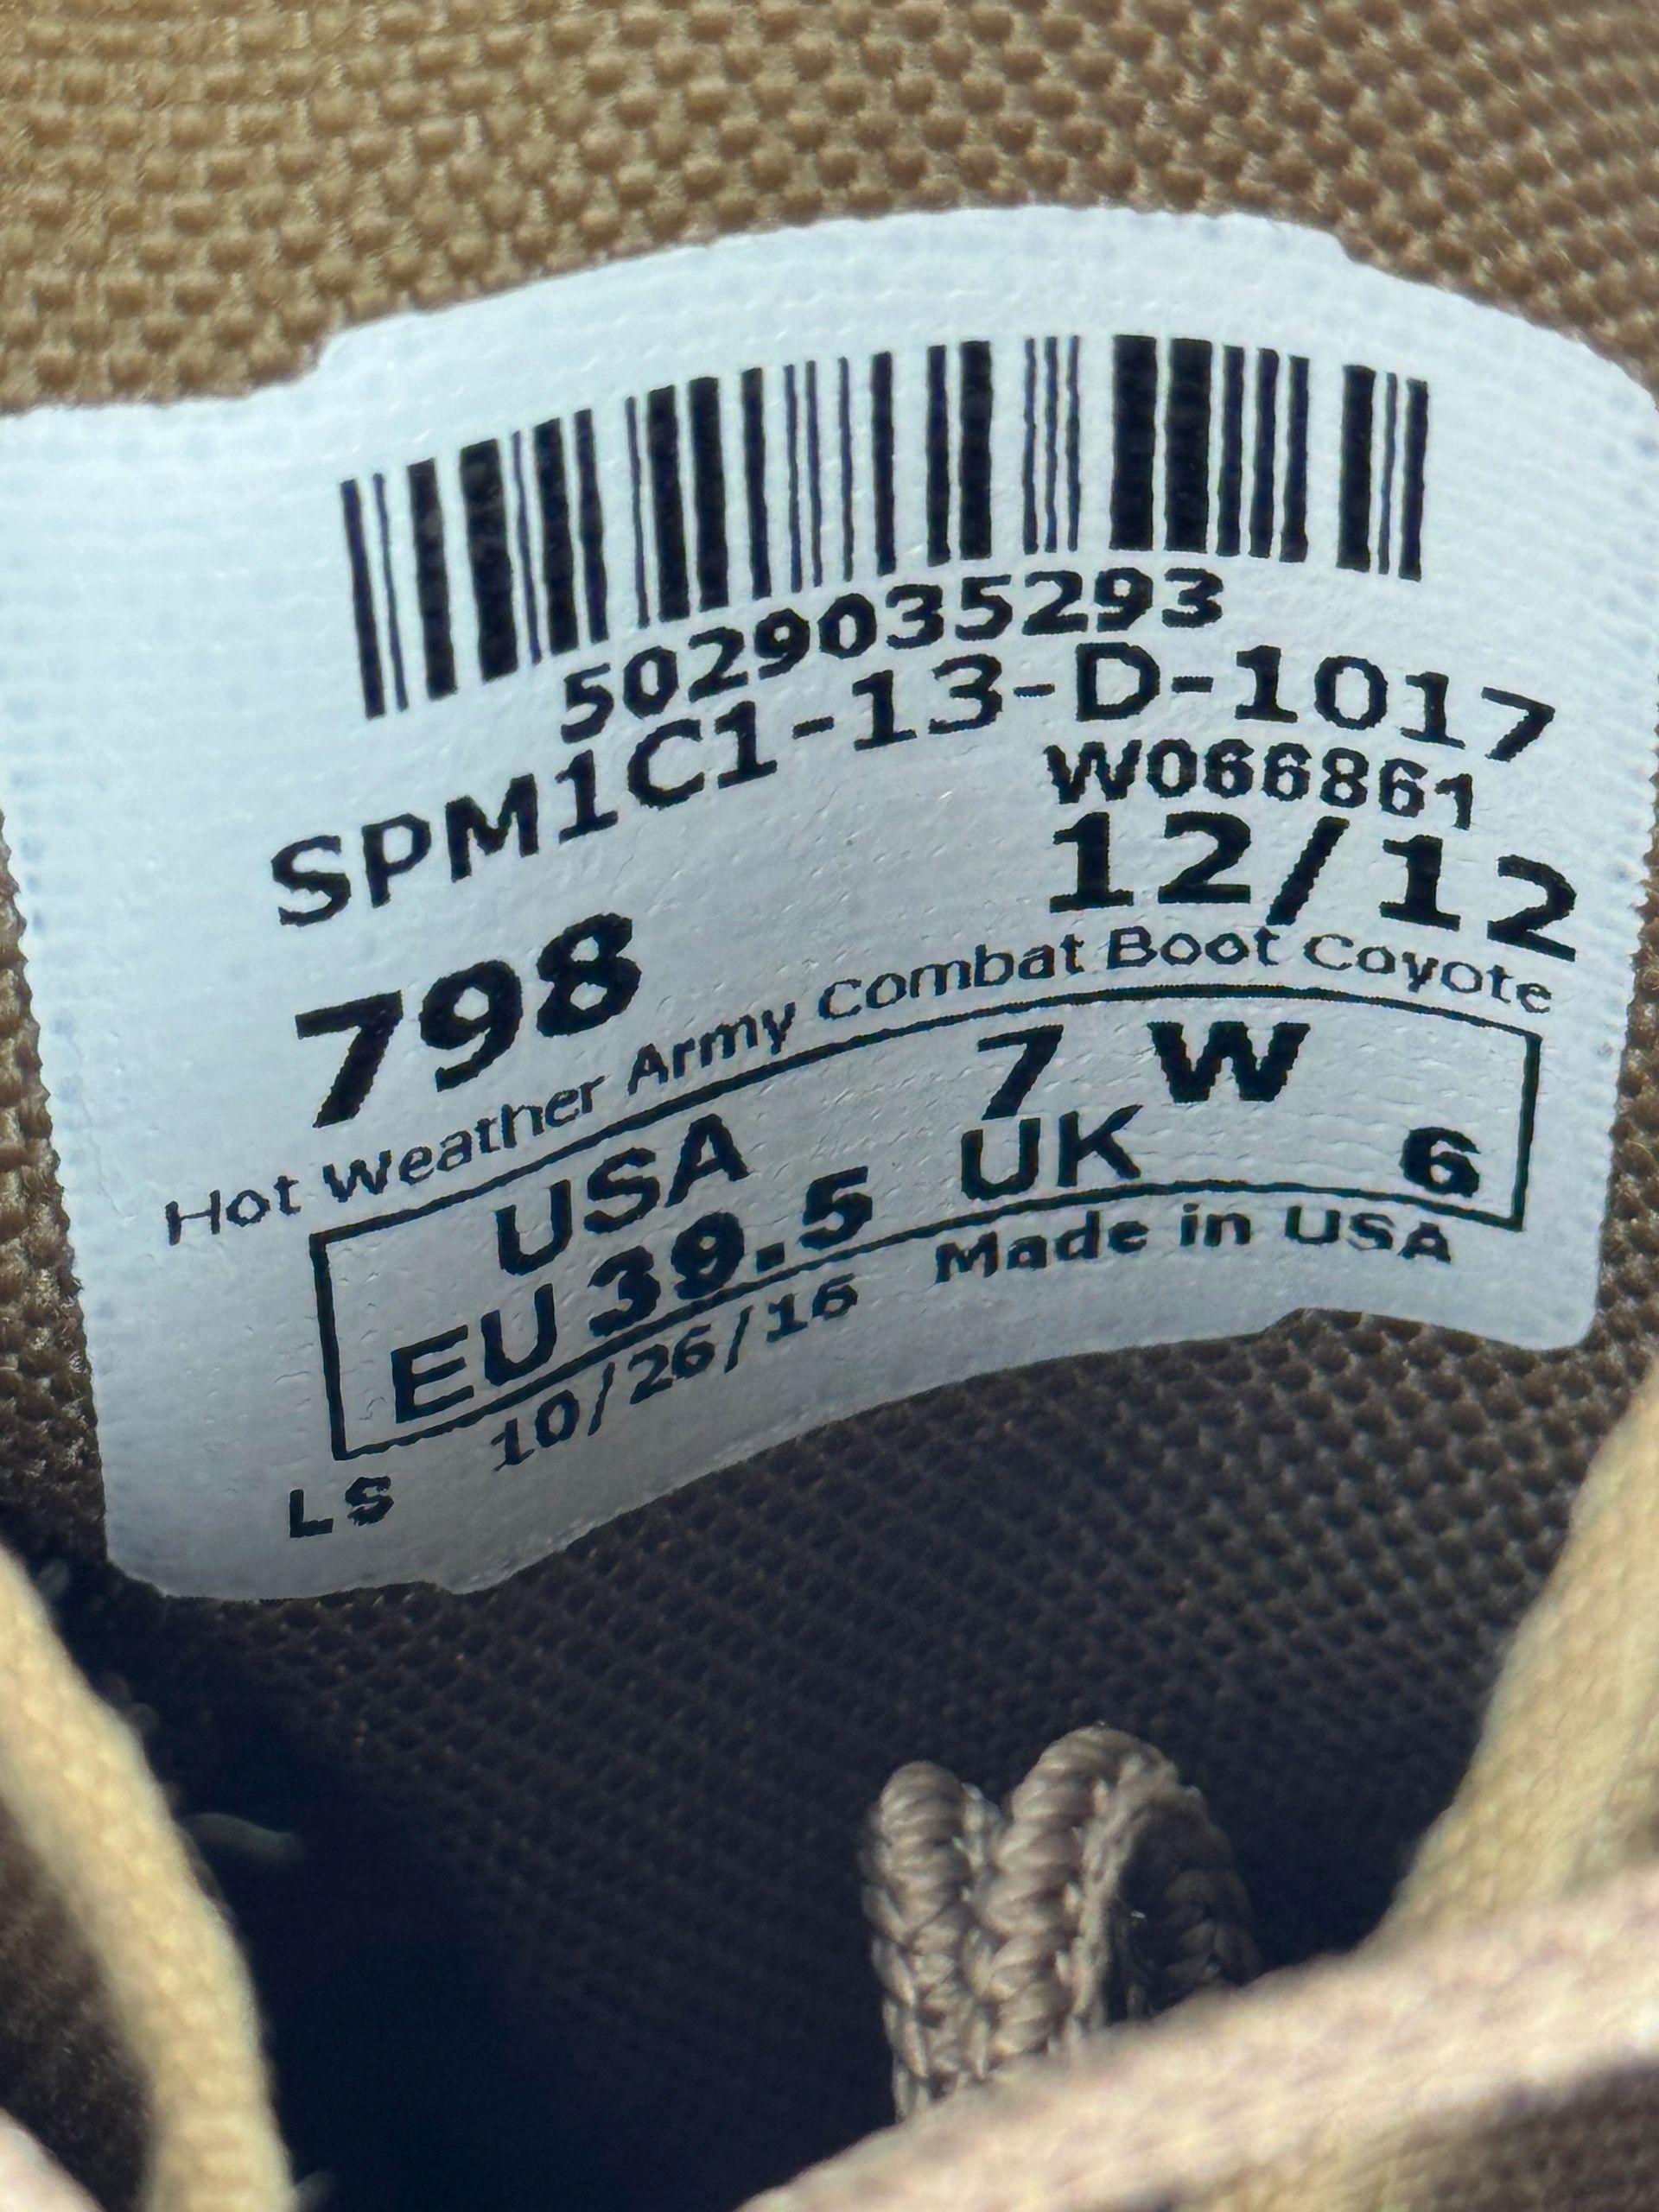 5029035293
SPM1C1-13-D-1017
W066861
798 12/12
Hot Weather Army Combat Boot Coyote
USA 7 W
EU 39.5 UK 6
10/26/16 Made in USA
LS